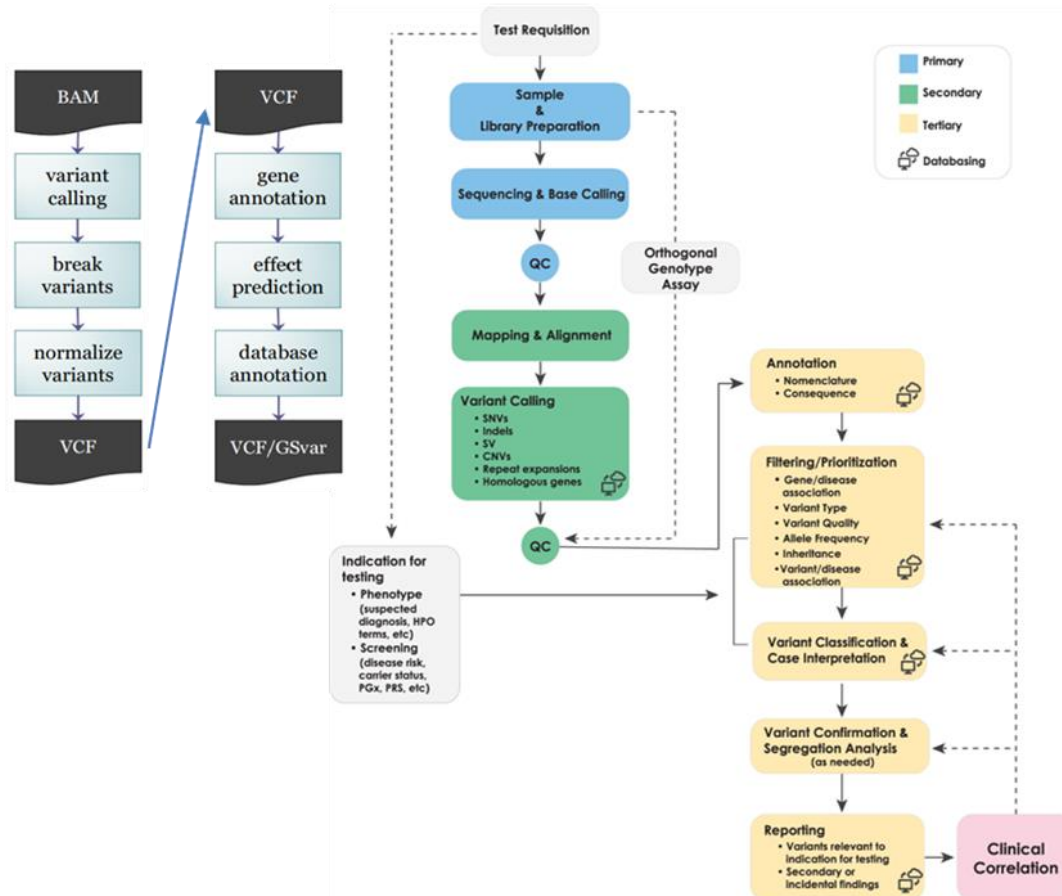 BAM
variant
calling
break
variants
normalize
variants
VCF
VCF
gene
annotation
effect
prediction
database
annotation
VCF/GSvar
Test Requisition
Sample
&
Library Preparation
Sequencing & Base Calling
QC
Orthogonal
Genotype
Assay
Mapping & Alignment
Variant Calling
• SNVs
• Indels
• SV
• CNVs
• Repeat expansions
• Homologous genes
QC
Indication for
testing
• Phenotype
(suspected
diagnosis, HPO
terms, etc)
• Screening
(disease risk,
carrier status,
PGx, PRS, etc)
Primary
Secondary
Tertiary
Databasing
Annotation
• Nomenclature
• Consequence
Filtering/Prioritization
• Gene/disease
association
• Variant Type
• Variant Quality
• Allele Frequency
• Inheritance
• Variant/disease
association
Variant Classification &
Case Interpretation
Variant Confirmation &
Segregation Analysis
(as needed)
Reporting
• Variants relevant to
indication for testing
• Secondary or
incidental findings
Clinical
Correlation